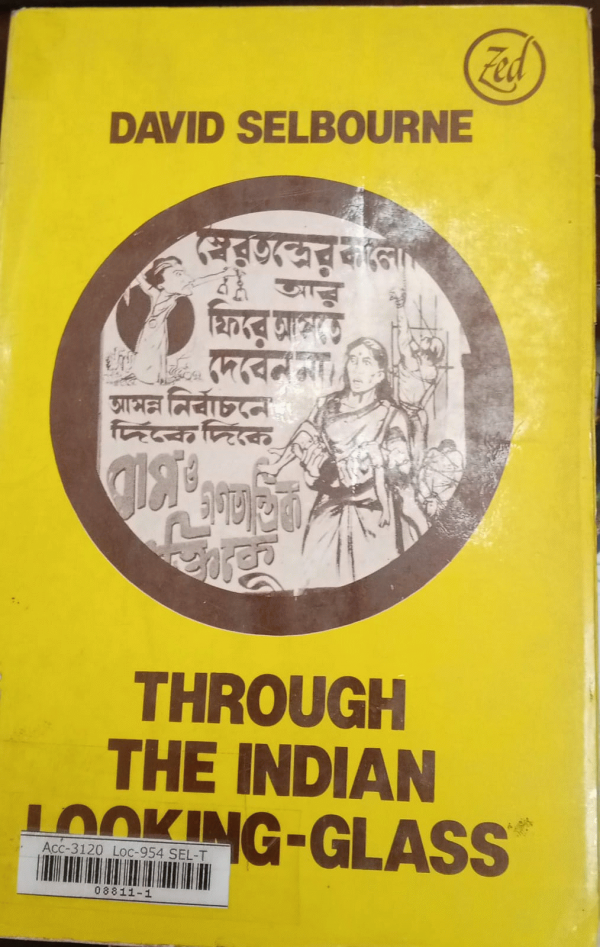 Zed
DAVID SELBOURNE
স্বৈরতন্ত্রের কালো
আর
ফিরে আসতে
দেবেন না
আসন্ন নির্বাচনে
দিকে দিকে
বাম ও
গণতান্ত্রিক
THROUGH
THE INDIAN
LOOKING-GLASS
Acc-3120 Loc-954 SEL-T
08811-1